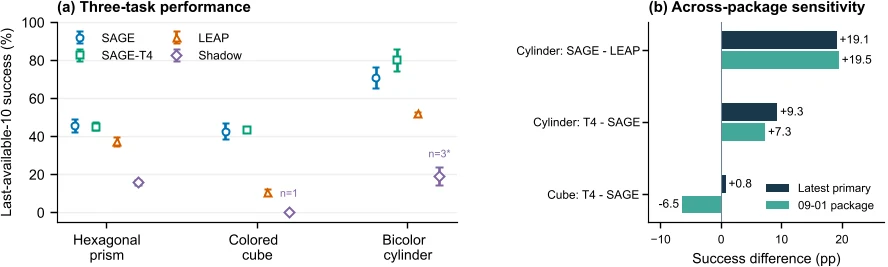 (a) Three-task performance
Last-available-10 success (%)
100
80
60
40
20
0
SAGE
SAGE-T4
LEAP
Shadow
n=1
n=3*
Hexagonal
prism
Colored
cube
Bicolor
cylinder
(b) Across-package sensitivity
Cylinder: SAGE - LEAP
+19.1
+19.5
Cylinder: T4 - SAGE
+9.3
+7.3
Cube: T4 - SAGE
+0.8
-6.5
Latest primary
09-01 package
−10
0
10
20
Success difference (pp)